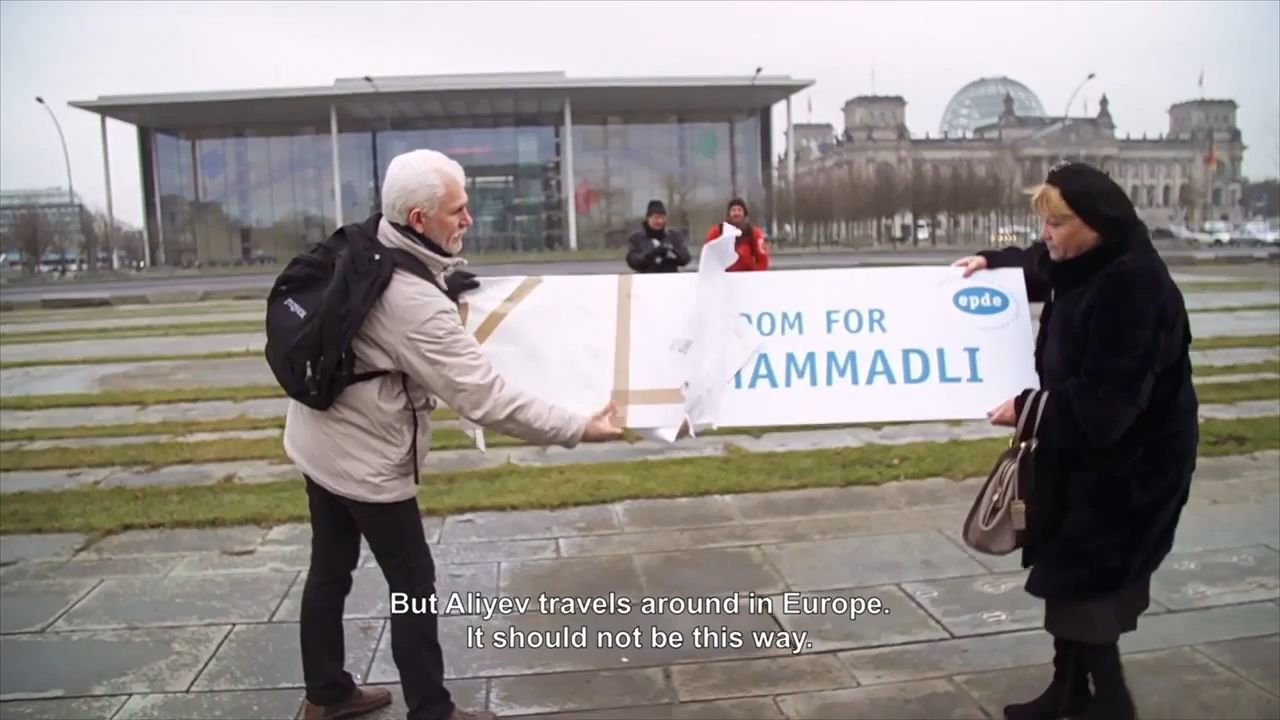 epde
OM FOR
AMMADLI
But Aliyev travels around in Europe.
It should not be this way.